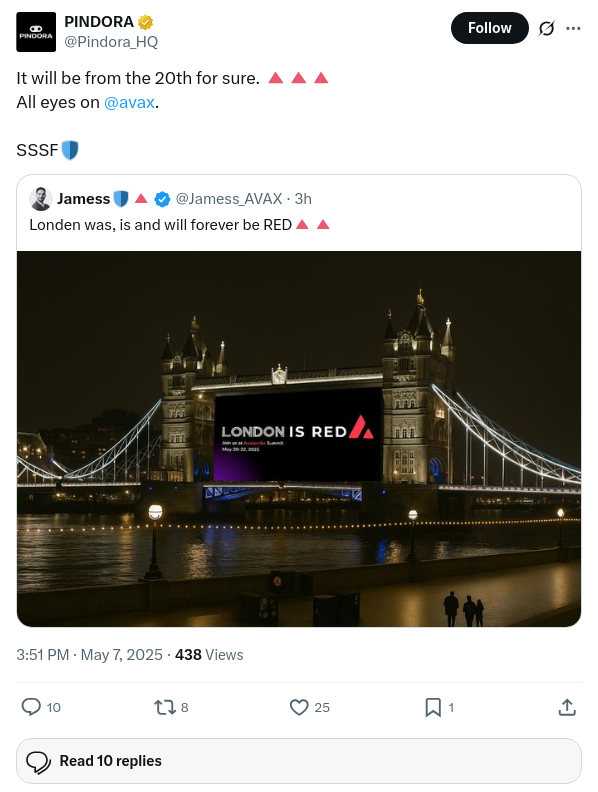 PINDORA
PINDORA
@Pindora_HQ
Follow
It will be from the 20th for sure. 🔺🔺🔺
All eyes on @avax.
SSSF🛡️
Jamess🛡️🔺 @Jamess_AVAX · 3h
Londen was, is and will forever be RED🔺🔺
LONDON IS RED
Join us at Avalanche Summit
May 20-22, 2025
3:51 PM · May 7, 2025 · 438 Views
10 8 25 1
Read 10 replies